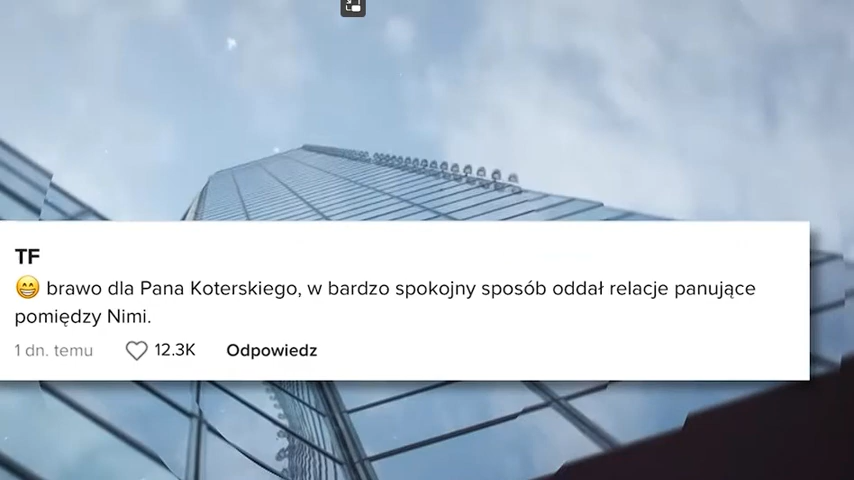 TF
😁 brawo dla Pana Koterskiego, w bardzo spokojny sposób oddał relacje panujące
pomiędzy Nimi.
1 dn. temu 12.3K Odpowiedz